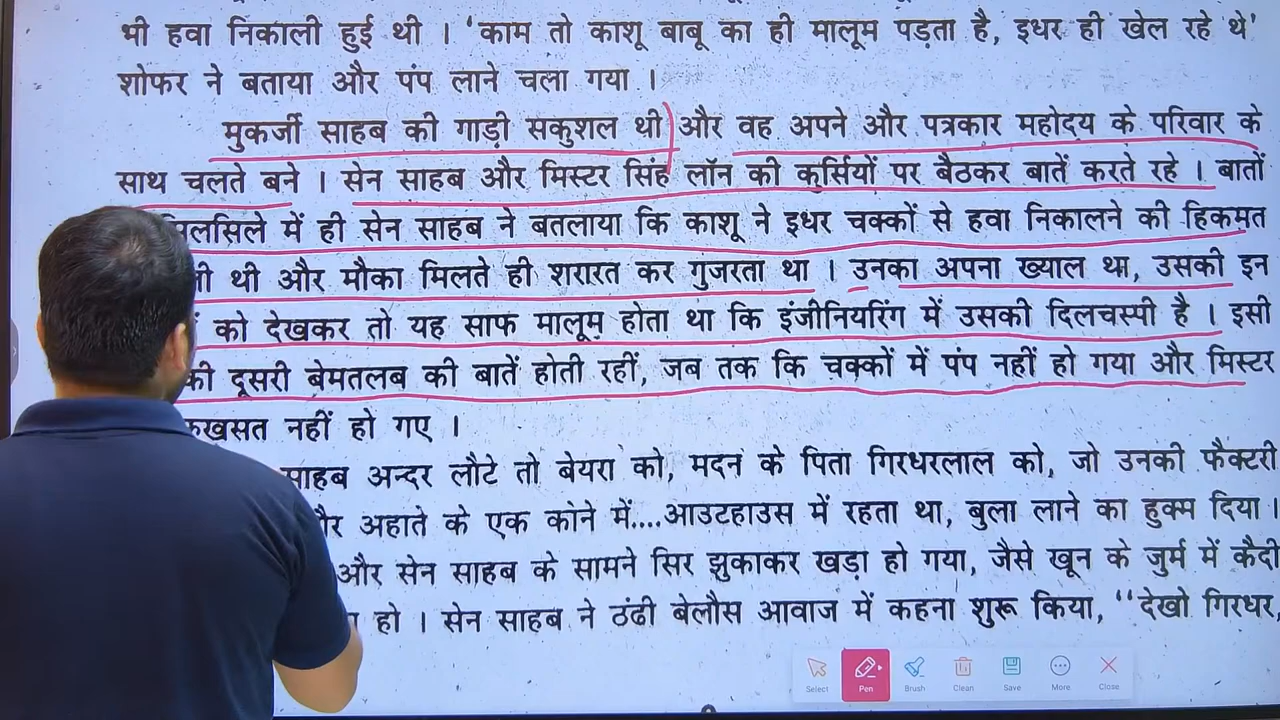 भी हवा निकाली हुई थी । 'काम तो काशू बाबू का ही मालूम पड़ता है, इधर ही खेल रहे थे'
शोफर ने बताया और पंप लाने चला गया ।
मुकर्जी साहब की गाड़ी सकुशल थी और वह अपने और पत्रकार महोदय के परिवार के
साथ चलते बने । सेन साहब और मिस्टर सिंह लॉन की कुर्सियों पर बैठकर बातें करते रहे । बातों
में ही सेन साहब ने बतलाया कि काशू ने इधर चक्कों से हवा निकालने की हिकमत
थी और मौका मिलते ही शरारत कर गुजरता था । उनका अपना ख्याल था, उसकी इन
को देखकर तो यह साफ मालूम होता था कि इंजीनियरिंग में उसकी दिलचस्पी है । इसी
की दूसरी बेमतलब की बातें होती रहीं, जब तक कि चक्कों में पंप नहीं हो गया और मिस्टर
रुखसत नहीं हो गए ।
साहब अन्दर लौटे तो बेयरा को, मदन के पिता गिरधरलाल को, जो उनकी फैक्टरी
और अहाते के एक कोने में....आउटहाउस में रहता था, बुला लाने का हुक्म दिया ।
और सेन साहब के सामने सिर झुकाकर खड़ा हो गया, जैसे खून के जुर्म में कैदी
हो । सेन साहब ने ठंढी बेलौस आवाज में कहना शुरू किया, "देखो गिरधर,
Select Pen Brush Clean Save More Close